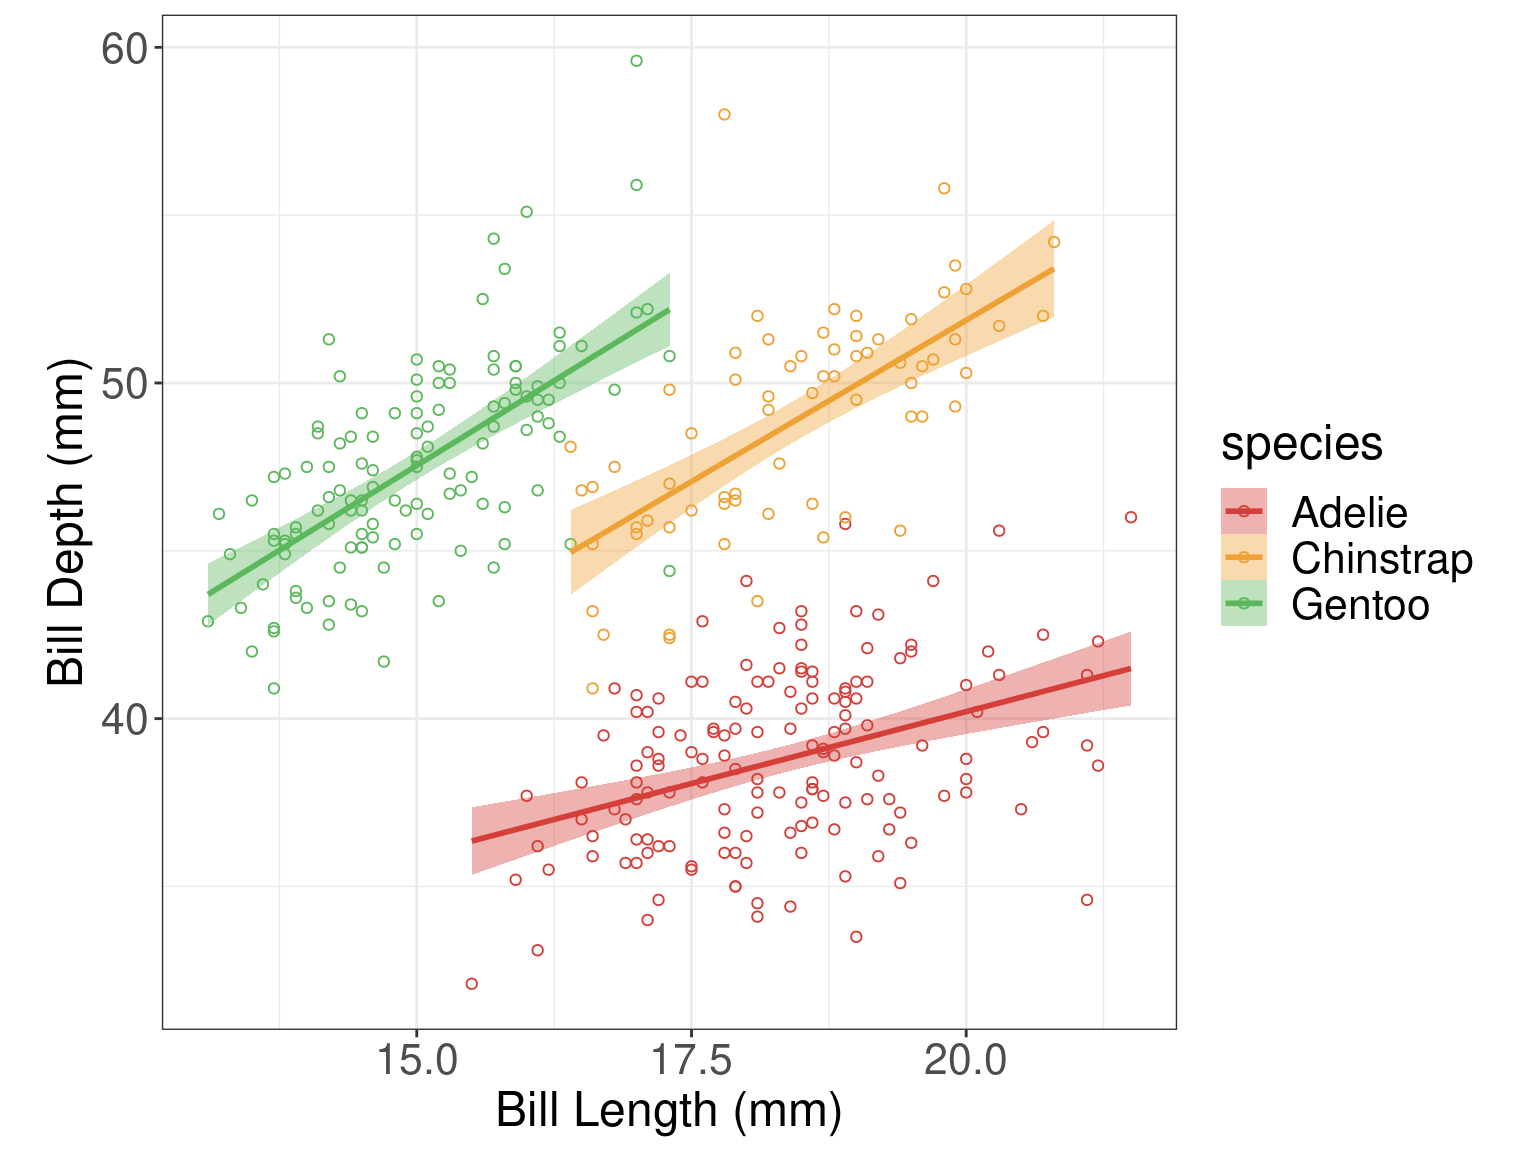 60
50
40
Bill Depth (mm)
15.0 17.5 20.0
Bill Length (mm)
species
Adelie
Chinstrap
Gentoo